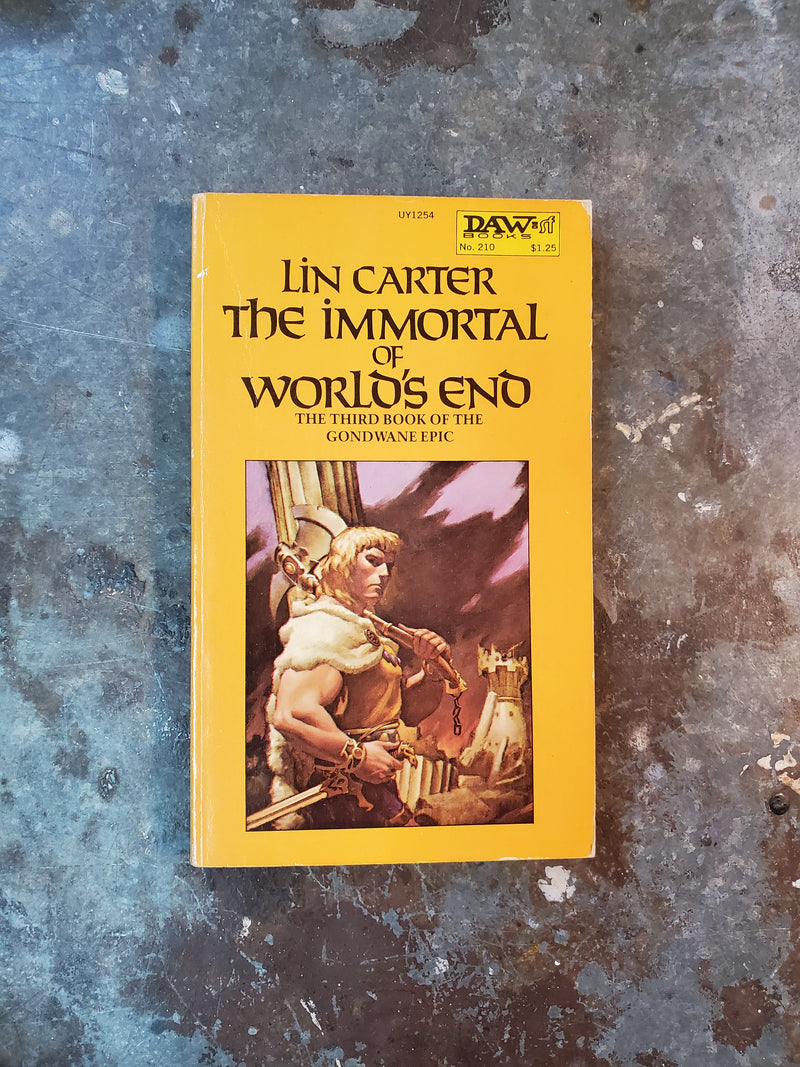 UY1254
DAW=sf
BOOKS
No. 210 $1.25
Lin CARTER
The immortal
OF
World's End
THE THIRD BOOK OF THE
GONDWANE EPIC